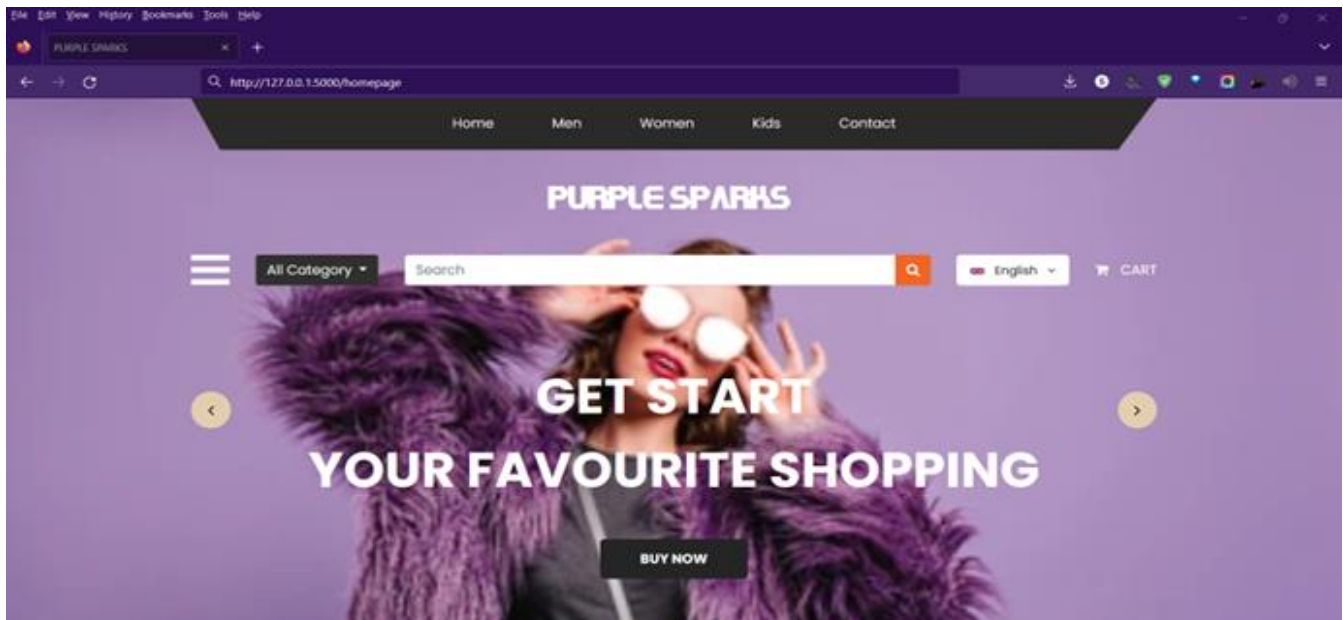 File Edit View History Bookmarks Tools Help
PURPLE SPARKS
http://127.0.0.1:5000/homepage
Home Men Women Kids Contact
PURPLE SPARKS
All Category Search English CART
GET START
YOUR FAVOURITE SHOPPING
BUY NOW